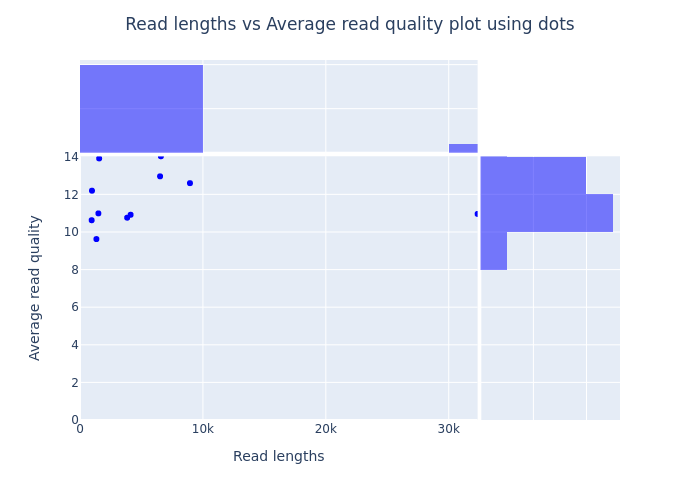 Read lengths vs Average read quality plot using dots
14
12
10
8
6
4
2
0
Average read quality
0 10k 20k 30k
Read lengths